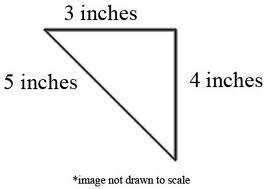 3 inches
5 inches
4 inches
*image not drawn to scale